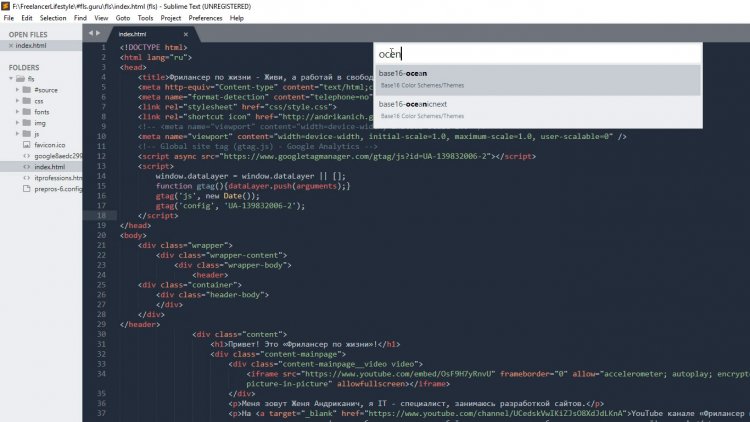 F:\FreelancerLifestyle\#fls.guru\fls\index.html (fls) - Sublime Text (UNREGISTERED)
File Edit Selection Find View Goto Tools Project Preferences Help
OPEN FILES
× index.html
FOLDERS
fls
#source
css
fonts
img
js
favicon.ico
google8aedc299
index.html
itprofessions.htm
prepros-6.config
index.html ×
ocen
base16-ocean
Base16 Color Schemes/Themes
base16-oceanicnext
Base16 Color Schemes/Themes
1 <!DOCTYPE html>
2 <html lang="ru">
3 <head>
4 <title>Фрилансер по жизни - Живи, а работай в свобод
5 <meta http-equiv="Content-type" content="text/html;c
6 <meta name="format-detection" content="telephone=no"
7 <link rel="stylesheet" href="css/style.css">
8 <link rel="shortcut icon" href="http://andrikanich.g
9 <!-- <meta name="viewport" content="width=device-widt
10 <meta name="viewport" content="width=device-width, initial-scale=1.0, maximum-scale=1.0, user-scalable=0" />
11 <!-- Global site tag (gtag.js) - Google Analytics -->
12 <script async src="https://www.googletagmanager.com/gtag/js?id=UA-139832006-2"></script>
13 <script>
14 window.dataLayer = window.dataLayer || [];
15 function gtag(){dataLayer.push(arguments);}
16 gtag('js', new Date());
17 gtag('config', 'UA-139832006-2');
18 </script>
19 </head>
20 <body>
21 <div class="wrapper">
22 <div class="wrapper-content">
23 <div class="wrapper-body">
24 <header>
25 <div class="container">
26 <div class="header-body">
27 </div>
28 </div>
29 </header>
30 <div class="content">
31 <h1>Привет! Это «Фрилансер по жизни»!</h1>
32 <div class="content-mainpage">
33 <div class="content-mainpage__video video">
34 <iframe src="https://www.youtube.com/embed/OsF9H7yRnvU" frameborder="0" allow="accelerometer; autoplay; encrypt
picture-in-picture" allowfullscreen></iframe>
35 </div>
36 <p>Меня зовут Женя Андриканич, я IT - специалист, занимаюсь разработкой сайтов.</p>
37 <p>На <a target="_blank" href="https://www.youtube.com/channel/UCedskVwIKiZJsO8XdJdLKnA">YouTube канале «Фрилансер